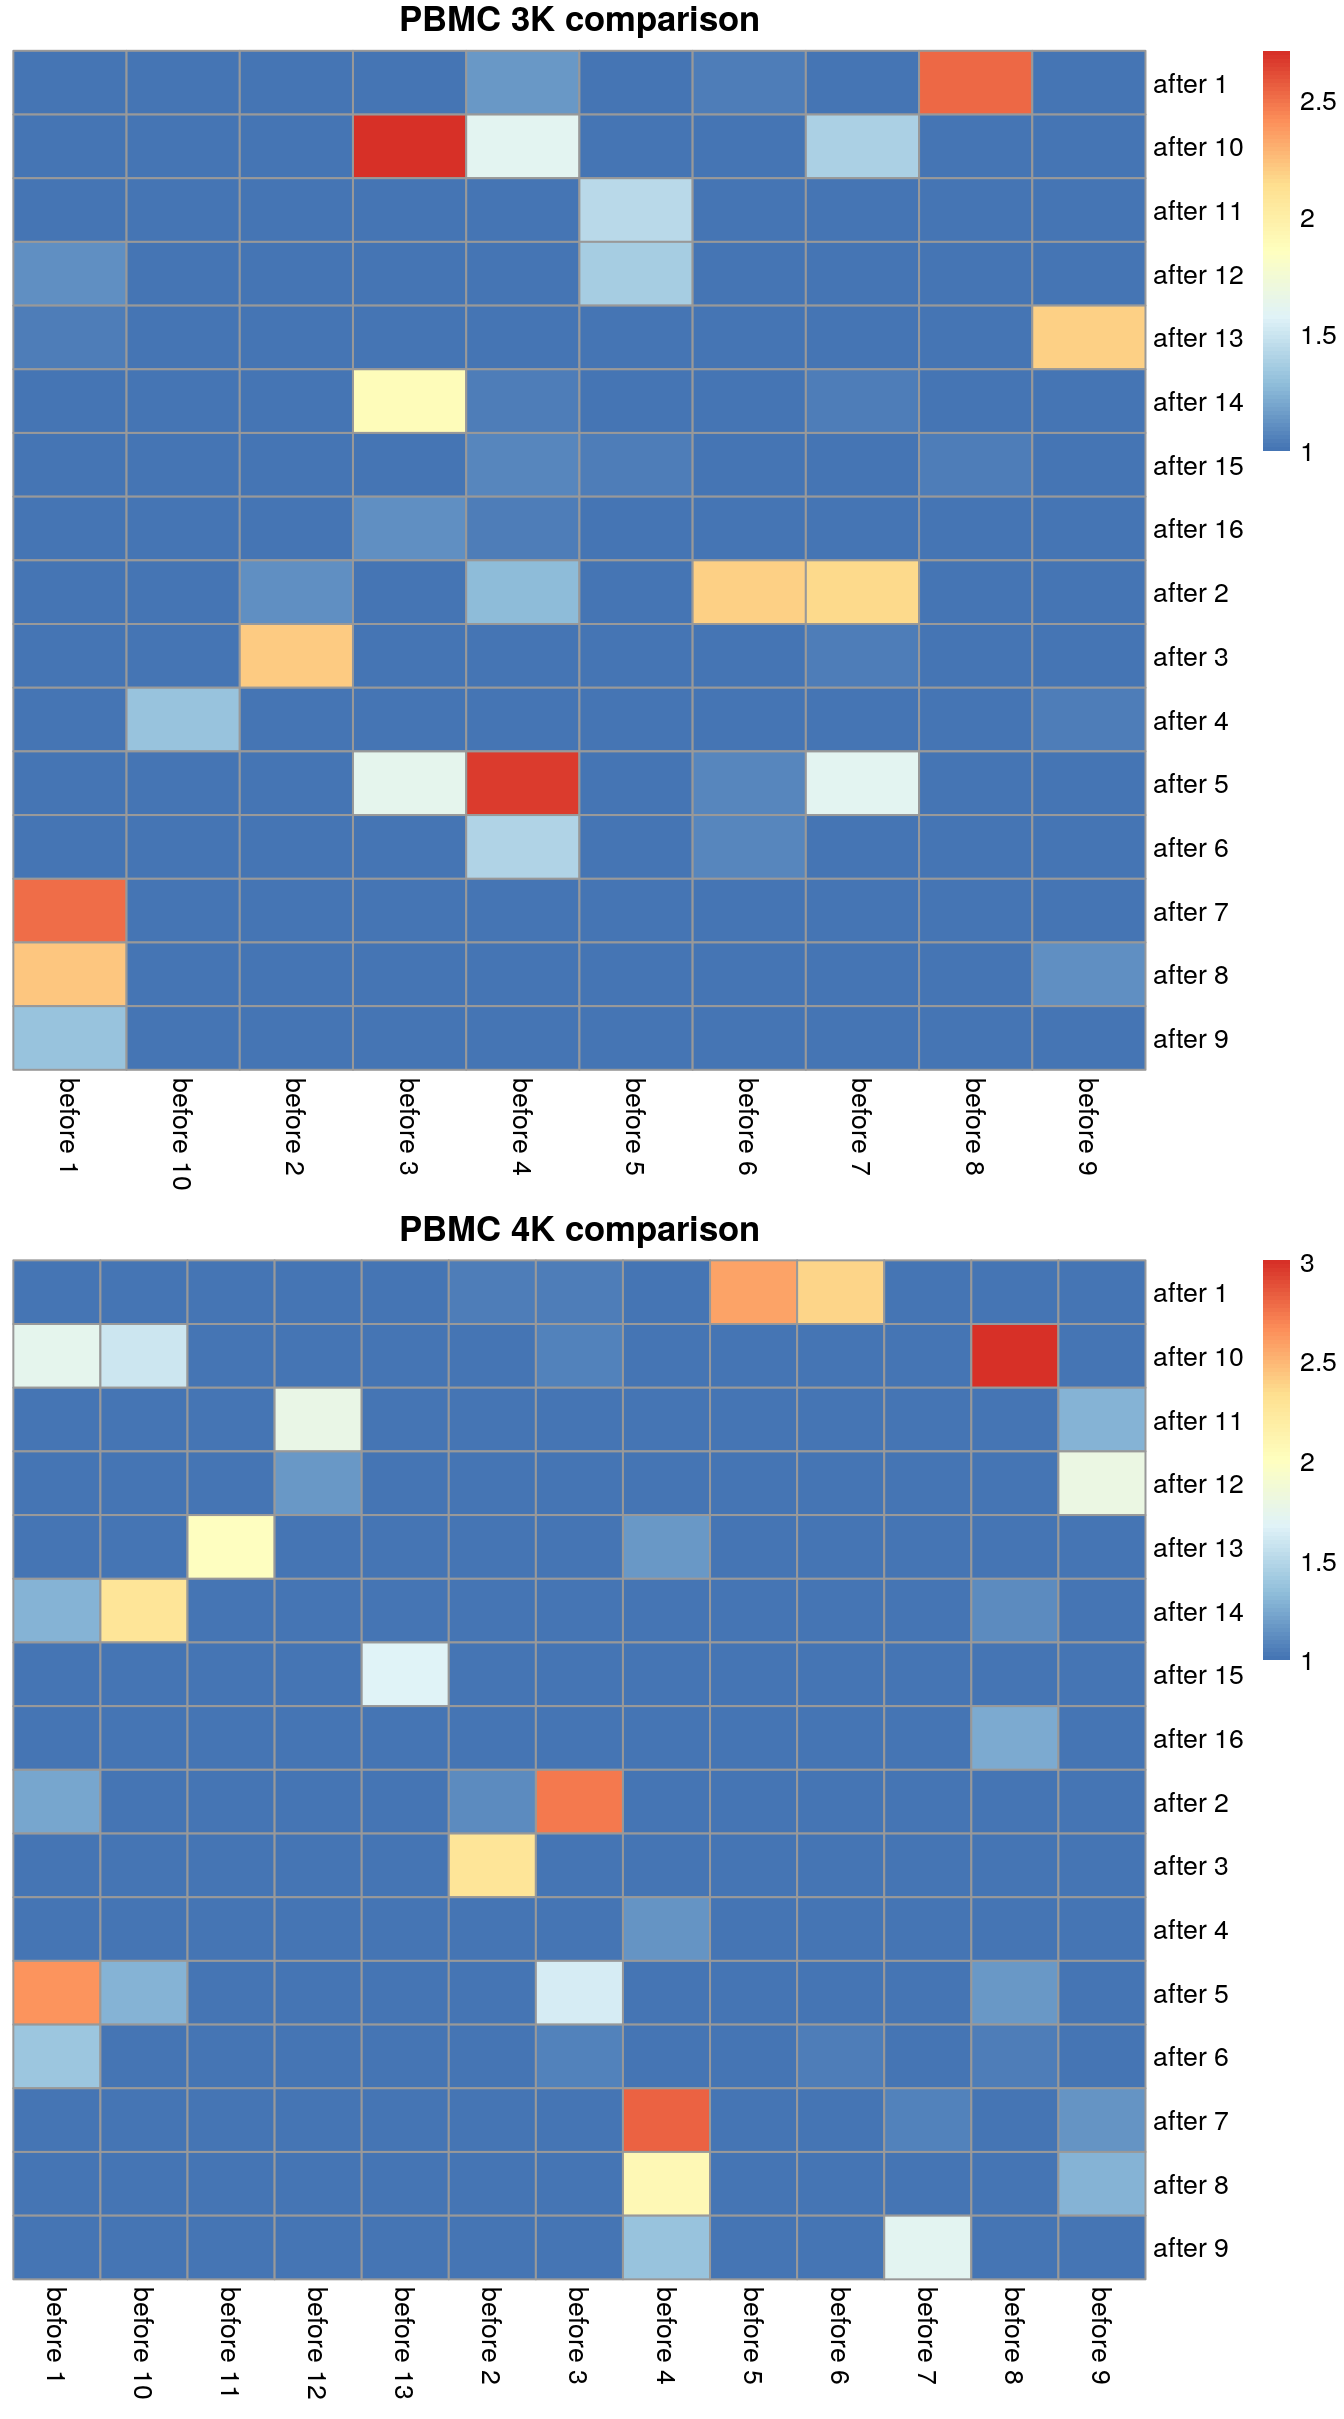 PBMC 3K comparison
after 1
after 10
after 11
after 12
after 13
after 14
after 15
after 16
after 2
after 3
after 4
after 5
after 6
after 7
after 8
after 9
2.5
2
1.5
1
before 1
before 10
before 2
before 3
before 4
before 5
before 6
before 7
before 8
before 9
PBMC 4K comparison
after 1
after 10
after 11
after 12
after 13
after 14
after 15
after 16
after 2
after 3
after 4
after 5
after 6
after 7
after 8
after 9
3
2.5
2
1.5
1
before 1
before 10
before 11
before 12
before 13
before 2
before 3
before 4
before 5
before 6
before 7
before 8
before 9